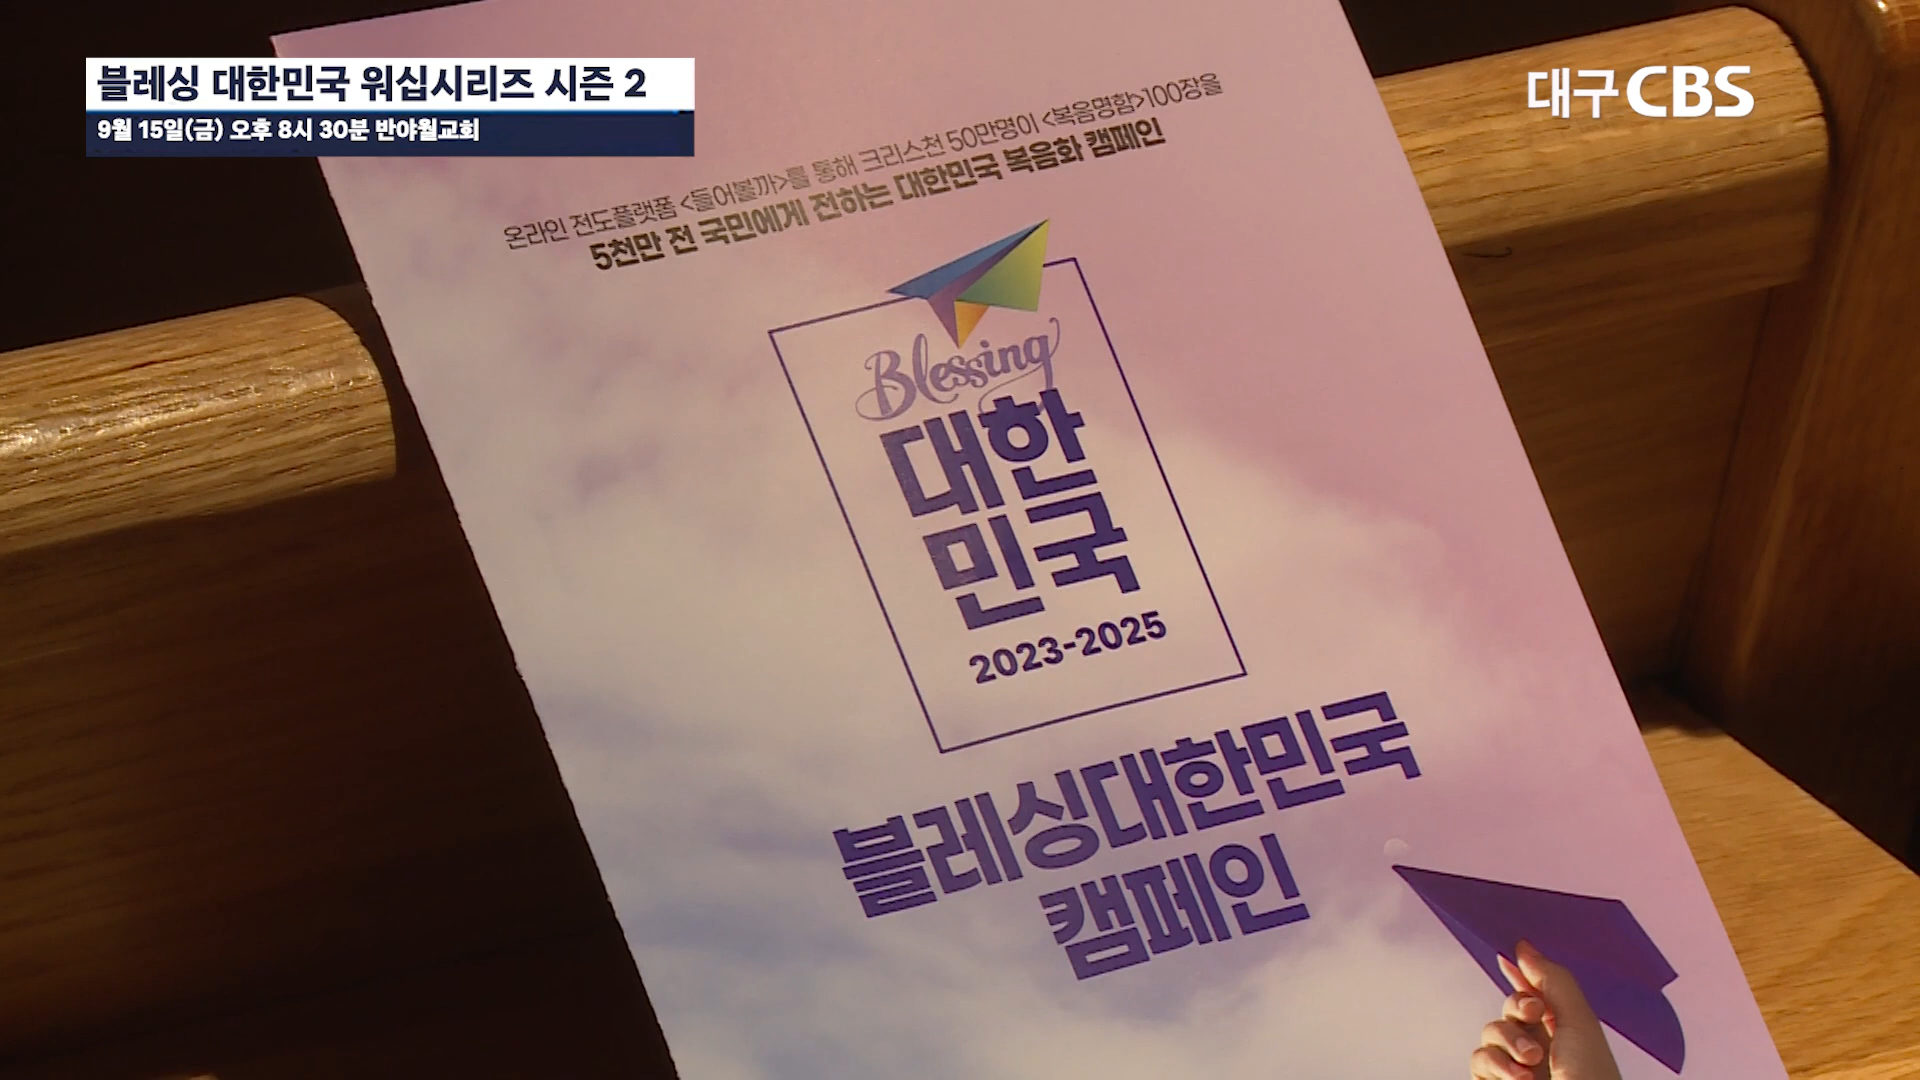 블레싱 대한민국 워십시리즈 시즌 2
9월 15일(금) 오후 8시 30분 반야월교회
대구CBS
온라인 전도플랫폼 <들어볼까>를 통해 크리스천 50만명이 <복음명함>100장을
5천만 전 국민에게 전하는 대한민국 복음화 캠페인
Blessing
대한
민국
2023-2025
블레싱대한민국
캠페인